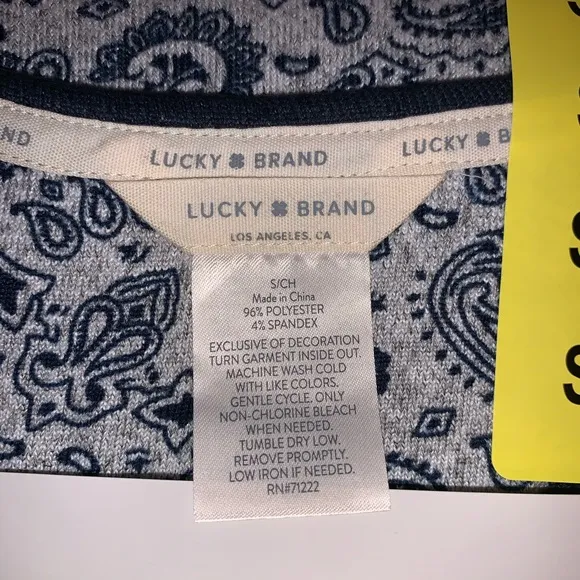 ND
LUCKY BRAND
LUCKY B
LUCKY BRAND
LOS ANGELES, CA
S/CH
Made in China
96% POLYESTER
4% SPANDEX
EXCLUSIVE OF DECORATION
TURN GARMENT INSIDE OUT.
MACHINE WASH COLD
WITH LIKE COLORS.
GENTLE CYCLE. ONLY
NON-CHLORINE BLEACH
WHEN NEEDED.
TUMBLE DRY LOW.
REMOVE PROMPTLY.
LOW IRON IF NEEDED.
RN#71222
S
S